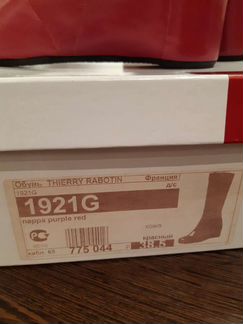 Обувь THIERRY RABOTIN Франция
1921G д/с
1921G
nappa purple red
кожа
красный
775 044 р 38,5